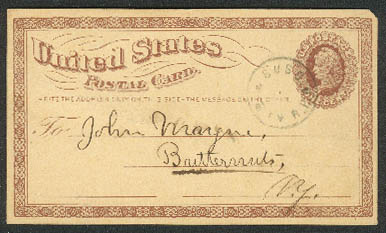 United States
POSTAL CARD.
WRITE THE ADDRESS ONLY ON THIS SIDE - THE MESSAGE ON THE OTHER
To John
Butternuts,
N.Y.